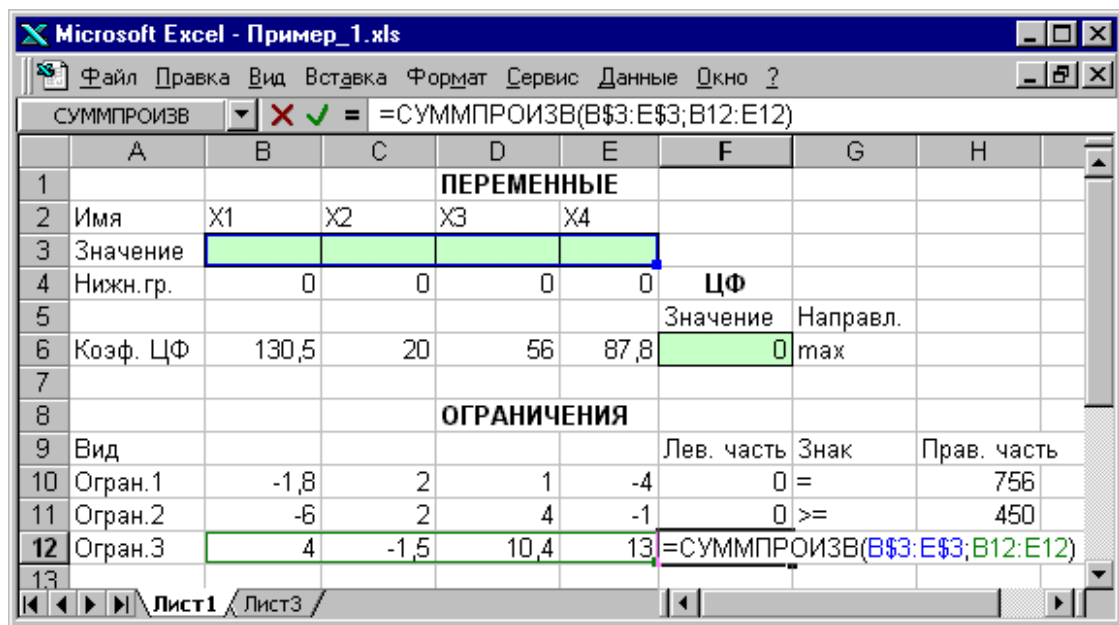 Microsoft Excel - Пример_1.xls
Файл Правка Вид Вставка Формат Сервис Данные Окно ?
СУММПРОИЗВ = =СУММПРОИЗВ(B$3:E$3;B12:E12)
A B C D E F G H
1 ПЕРЕМЕННЫЕ
2 Имя X1 X2 X3 X4
3 Значение
4 Нижн.гр. 0 0 0 0 ЦФ
5 Значение Направл.
6 Коэф. ЦФ 130,5 20 56 87,8 0 max
7
8 ОГРАНИЧЕНИЯ
9 Вид Лев. часть Знак Прав. часть
10 Огран.1 -1,8 2 1 -4 0 = 756
11 Огран.2 -6 2 4 -1 0 >= 450
12 Огран.3 4 -1,5 10,4 13 =СУММПРОИЗВ(B$3:E$3;B12:E12)
13
Лист1 Лист3